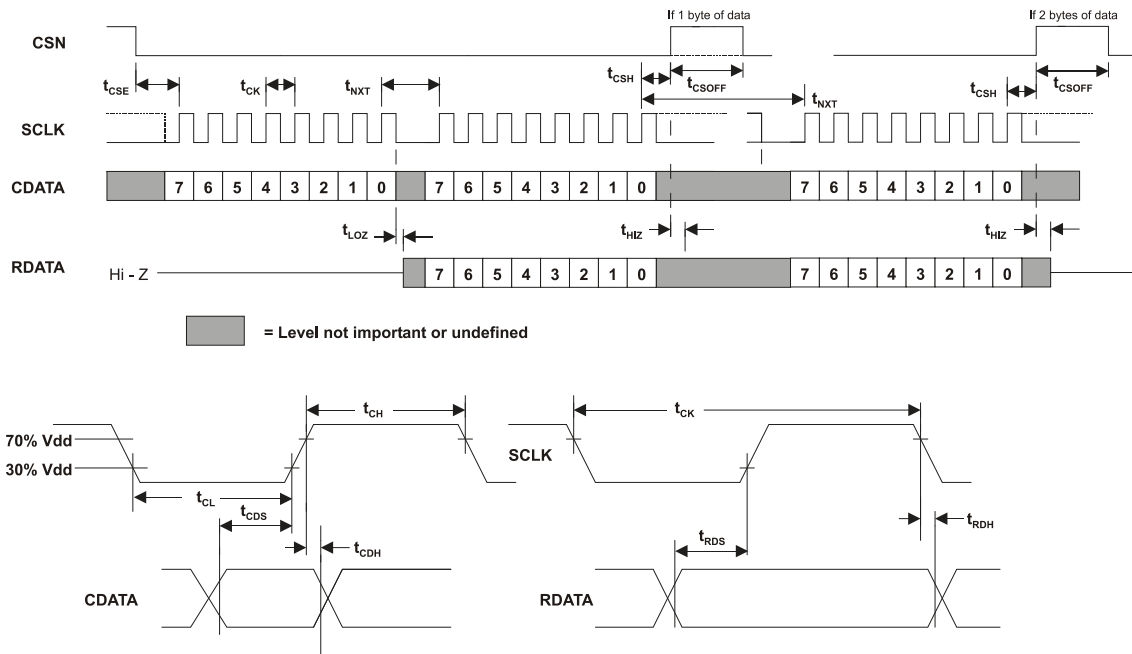 If 1 byte of data
If 2 bytes of data
CSN
tCSE
tCK
tNXT
tCSH
tCSOFF
tNXT
tCSH
tCSOFF
SCLK
CDATA
7 6 5 4 3 2 1 0
7 6 5 4 3 2 1 0
7 6 5 4 3 2 1 0
tLOZ
tHIZ
tHIZ
RDATA
Hi - Z
7 6 5 4 3 2 1 0
7 6 5 4 3 2 1 0
= Level not important or undefined
tCH
tCK
70% Vdd
30% Vdd
SCLK
tCL
tCDS
tCDH
tRDS
tRDH
CDATA
RDATA